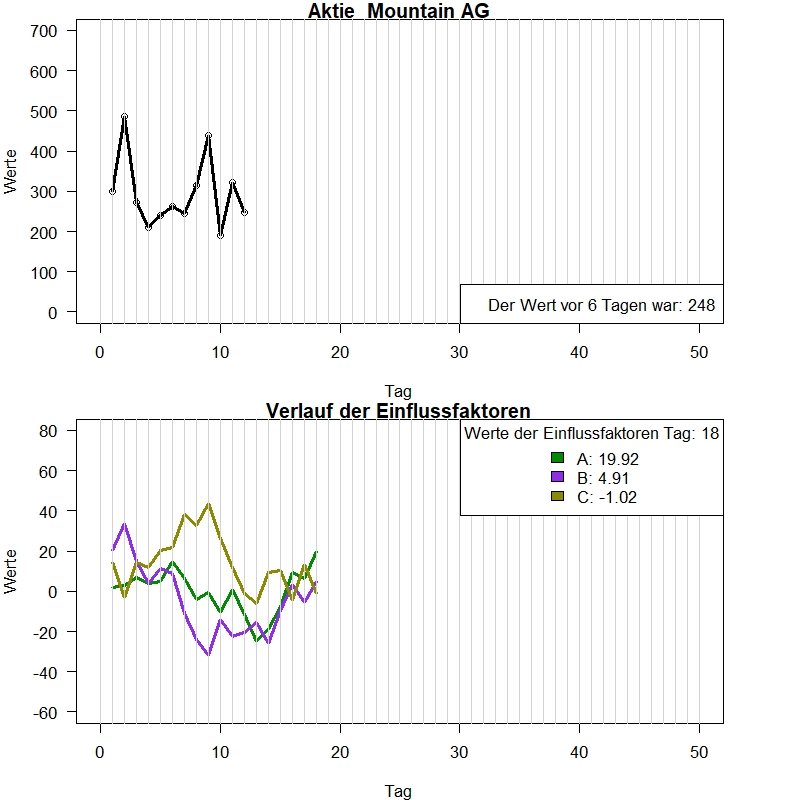 Aktie  Mountain AG
Werte
700
600
500
400
300
200
100
0
Der Wert vor 6 Tagen war: 248
0 10 20 30 40 50
Tag
Verlauf der Einflussfaktoren
Werte
80
60
40
20
0
-20
-40
-60
Werte der Einflussfaktoren Tag: 18
A: 19.92
B: 4.91
C: -1.02
0 10 20 30 40 50
Tag